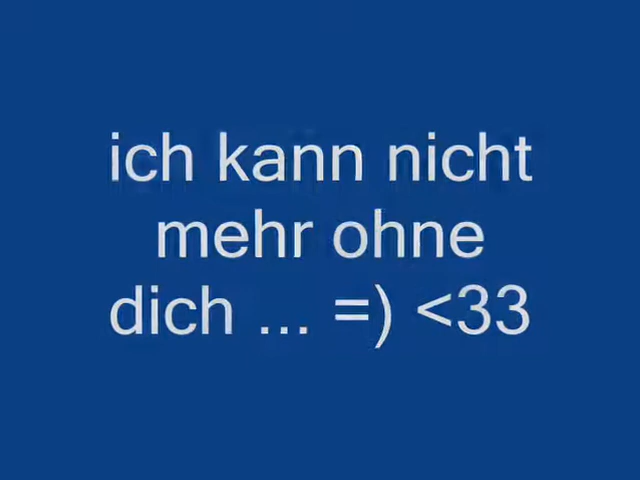 ich kann nicht
mehr ohne
dich ... =) <33